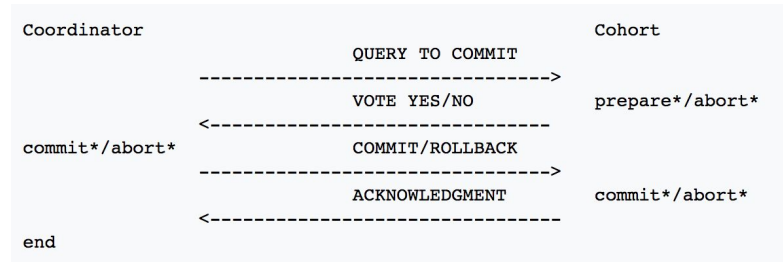 Coordinator Cohort
QUERY TO COMMIT
-------------------------------->
VOTE YES/NO prepare*/abort*
<-------------------------------
commit*/abort* COMMIT/ROLLBACK
-------------------------------->
ACKNOWLEDGMENT commit*/abort*
<--------------------------------
end